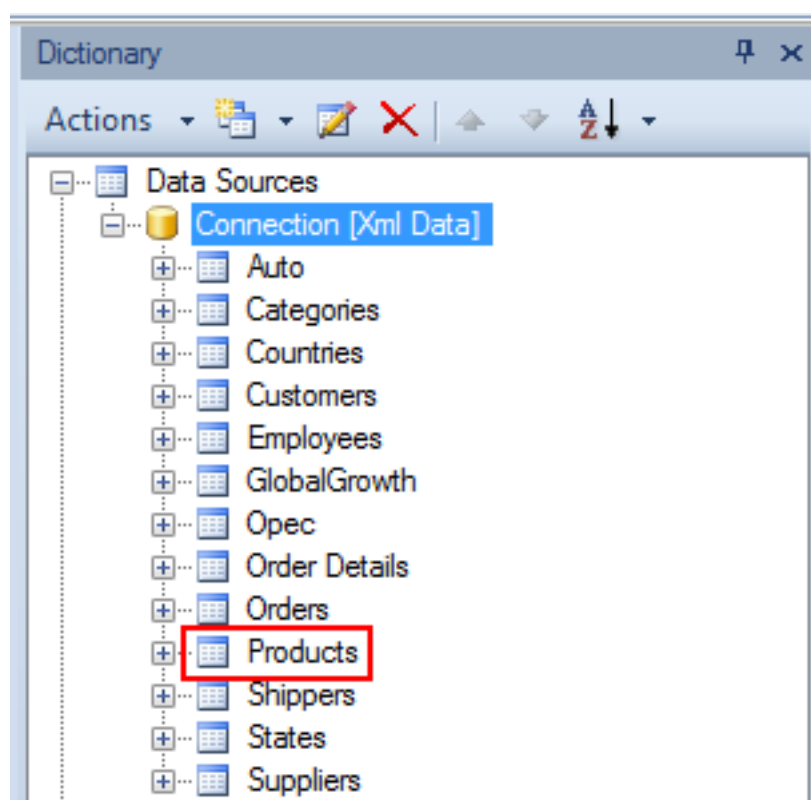 Dictionary
Actions
Data Sources
Connection [Xml Data]
Auto
Categories
Countries
Customers
Employees
GlobalGrowth
Opec
Order Details
Orders
Products
Shippers
States
Suppliers